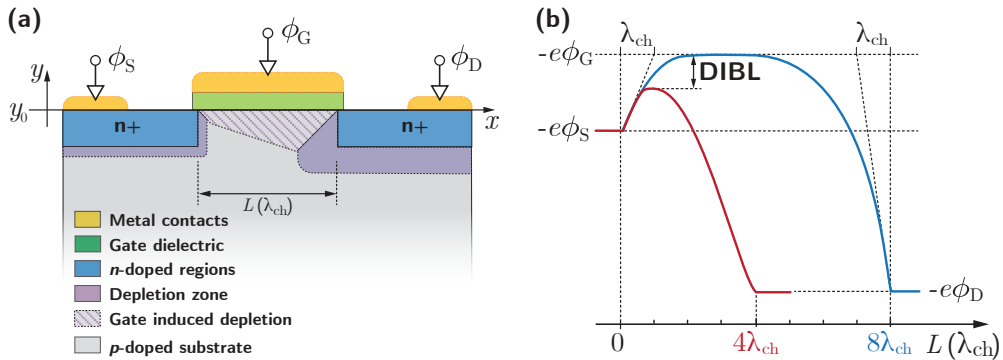 (a)
ϕG
ϕS
ϕD
y
y0
n+
n+
x
L(λch)
Metal contacts
Gate dielectric
n-doped regions
Depletion zone
Gate induced depletion
p-doped substrate
(b)
λch λch
-eϕG
DIBL
-eϕS
-eϕD
0 4λch 8λch L (λch)